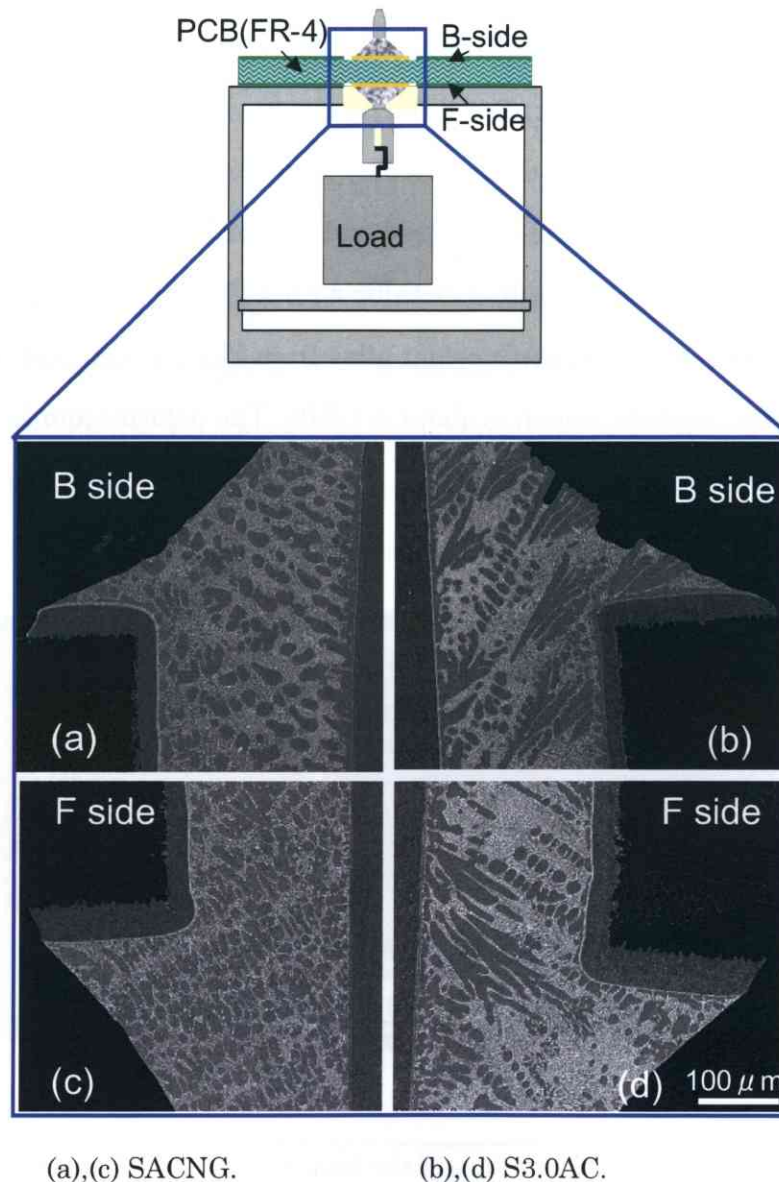 PCB(FR-4)
B-side
F-side
Load
B side
B side
(a)
(b)
F side
F side
(c)
(d)
100 μm
(a),(c) SACNG.
(b),(d) S3.0AC.